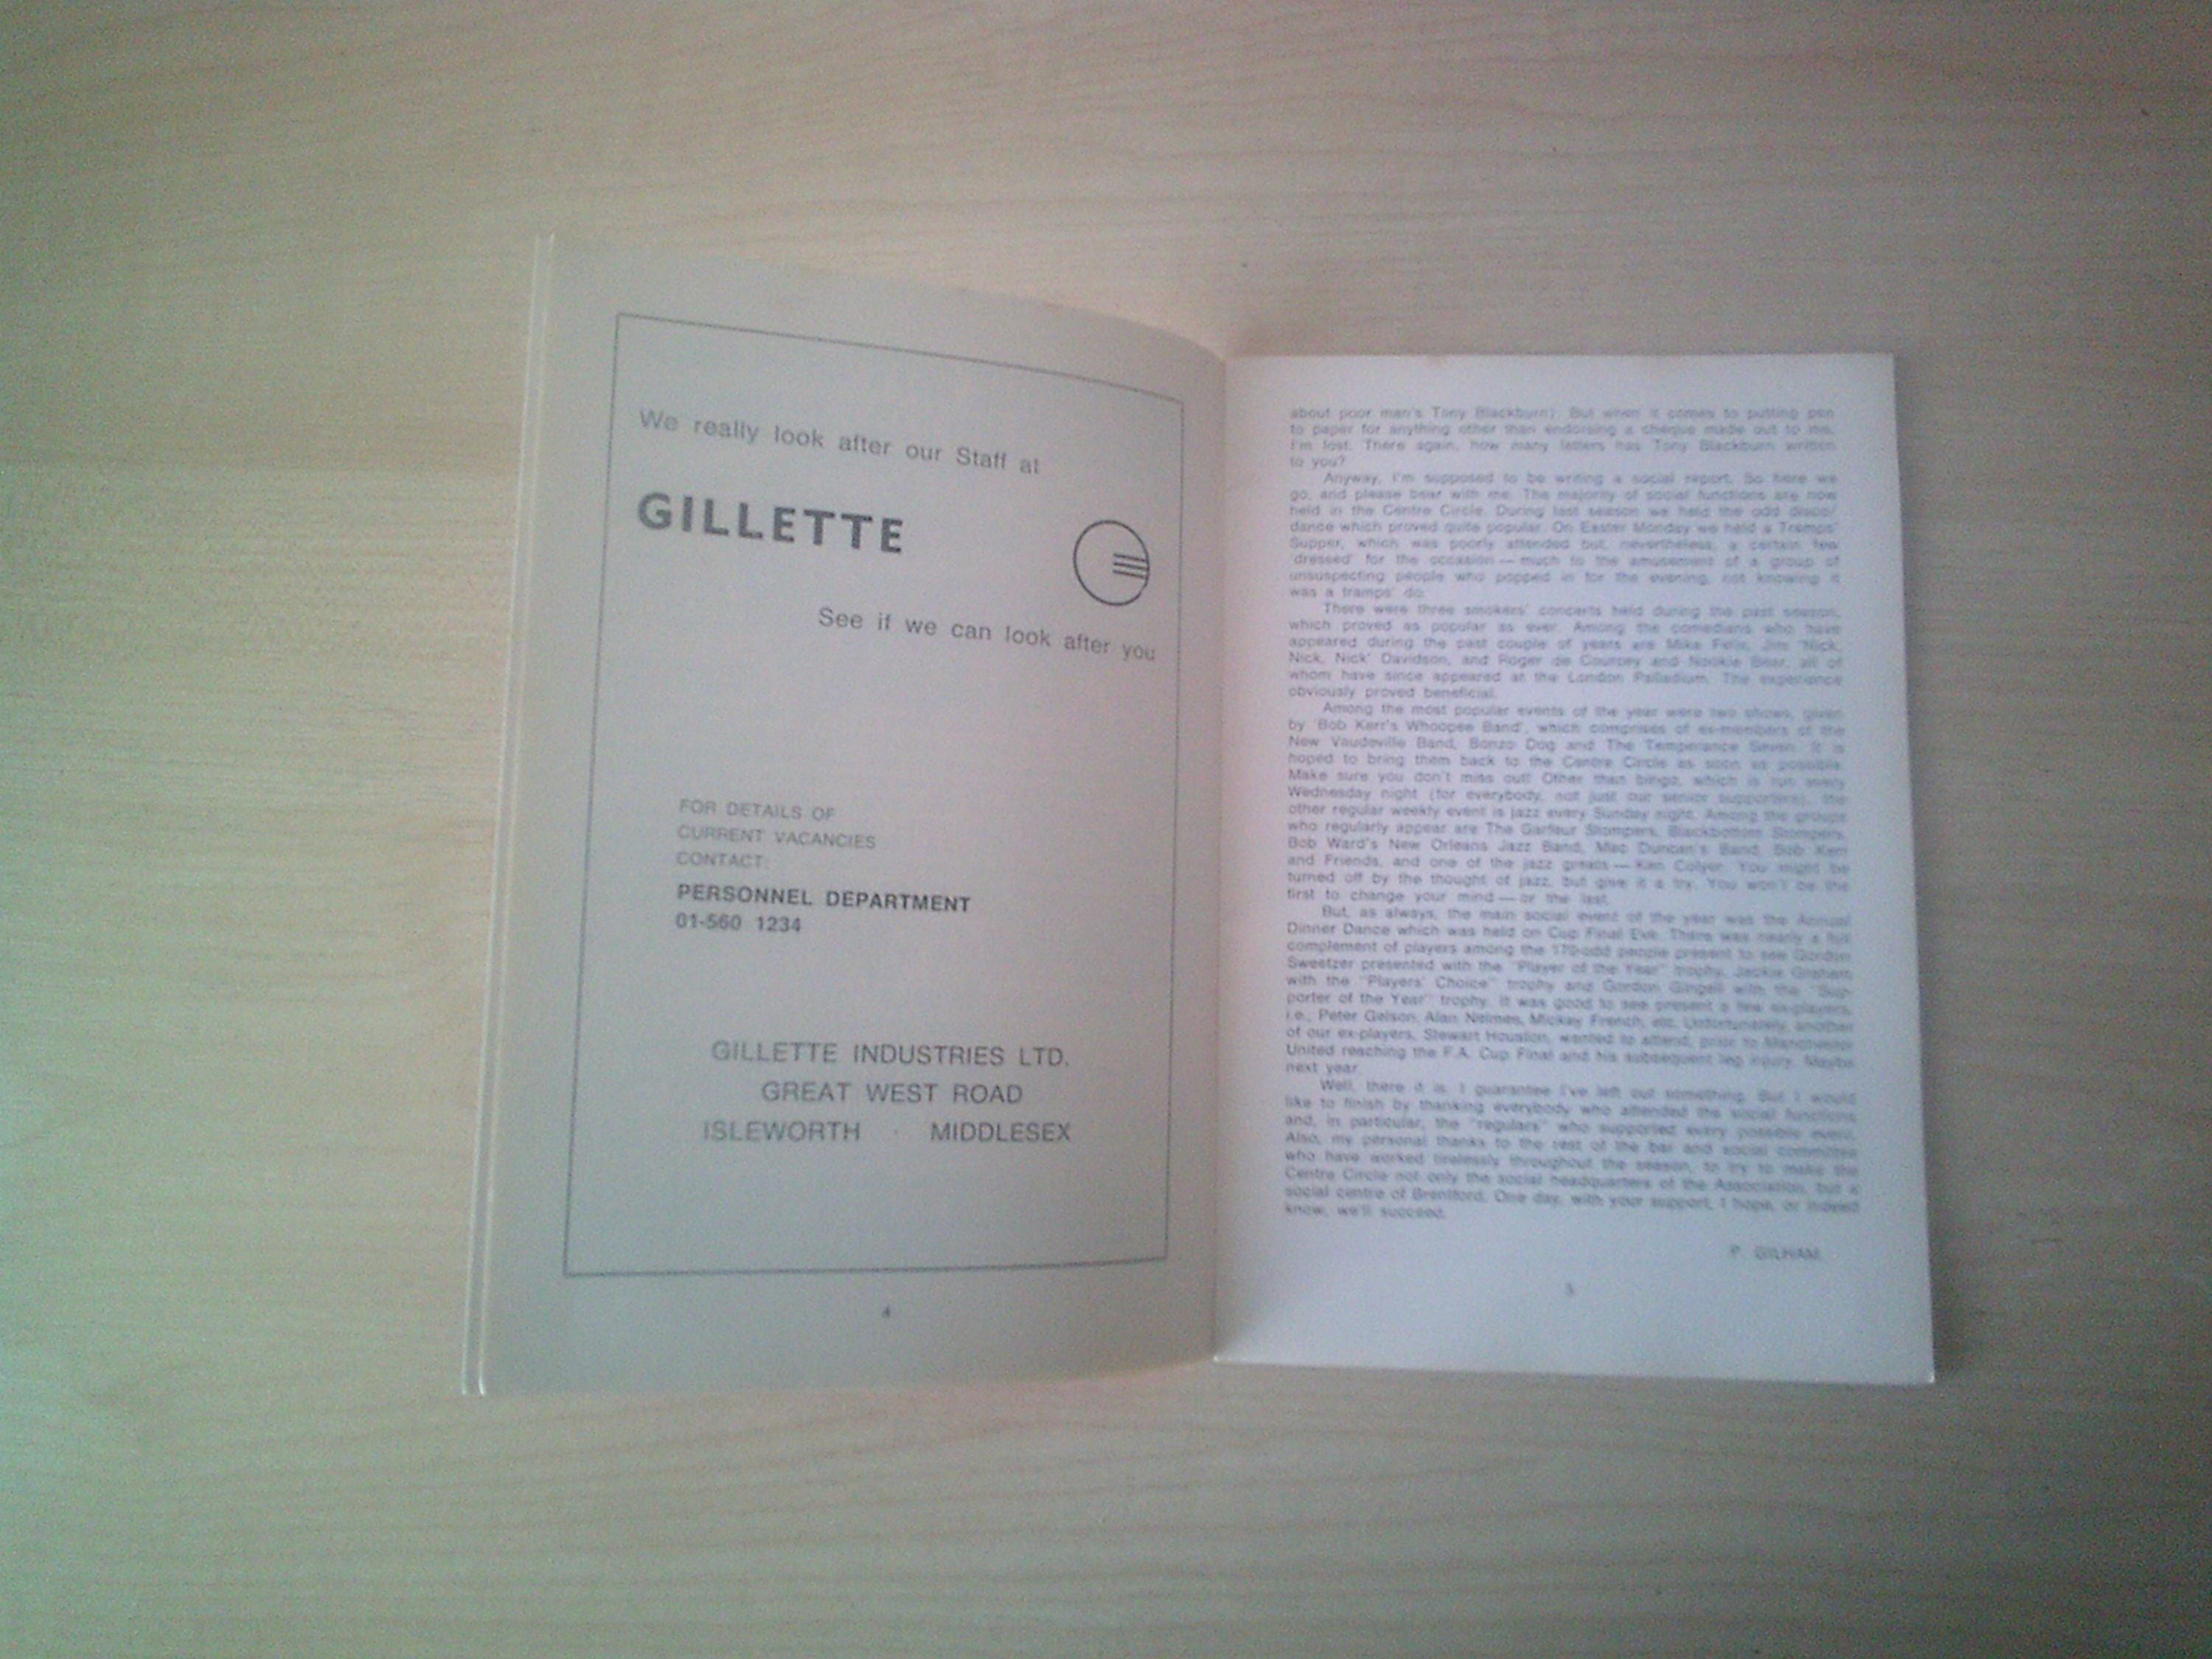 We really look after our Staff at
GILLETTE
See if we can look after you
FOR DETAILS OF
CURRENT VACANCIES
CONTACT:
PERSONNEL DEPARTMENT
01-560 1234
GILLETTE INDUSTRIES LTD.
GREAT WEST ROAD
ISLEWORTH · MIDDLESEX
4
about poor man's Tony Blackburn). But when it comes to putting pen
to paper for anything other than endorsing a cheque made out to me,
I'm lost. There again, how many letters has Tony Blackburn written
to you?
Anyway, I'm supposed to be writing a social report. So here we
go, and please bear with me. The majority of social functions are now
held in the Centre Circle. During last season we held the odd disco/
dance which proved quite popular. On Easter Monday we held a Tramps'
Supper, which was poorly attended but, nevertheless, a certain few
'dressed' for the occasion — much to the amusement of a group of
unsuspecting people who popped in for the evening, not knowing it
was a tramps' do.
There were three smokers' concerts held during the past season,
which proved as popular as ever. Among the comedians who have
appeared during the past couple of years are Mike Felix, Jim 'Nick,
Nick, Nick' Davidson, and Roger de Courcey and Nookie Bear, all of
whom have since appeared at the London Palladium. The experience
obviously proved beneficial.
Among the most popular events of the year were two shows, given
by 'Bob Kerr's Whoopee Band', which comprises of ex-members of the
New Vaudeville Band, Bonzo Dog and The Temperance Seven. It is
hoped to bring them back to the Centre Circle as soon as possible.
Make sure you don't miss out! Other than bingo, which is run every
Wednesday night (for everybody, not just our senior supporters), the
other regular weekly event is jazz every Sunday night. Among the groups
who regularly appear are The Stompers, Blackbottom Stompers,
Bob Ward's New Orleans Jazz Band, Mac Duncan's Band, Bob Kerr
and Friends, and one of the jazz greats — Ken Colyer. You might be
turned off by the thought of jazz, but give it a try. You won't be the
first to change your mind — or the last.
But, as always, the main social event of the year was the Annual
Dinner Dance which was held on Cup Final Eve. There was nearly a full
complement of players among the 170-odd people present to see Gordon
Sweetzer presented with the "Player of the Year" trophy, Jackie Graham
with the "Players' Choice" trophy and Gordon Gingell with the "Sup-
porter of the Year" trophy. It was good to see present a few ex-players,
i.e., Peter Gelson, Alan Nelmes, Mickey French, etc. Unfortunately, another
of our ex-players, Stewart Houston, wanted to attend, prior to Manchester
United reaching the F.A. Cup Final and his subsequent leg injury. Maybe
next year.
Well, there it is. I guarantee I've left out something. But I would
like to finish by thanking everybody who attended the social functions
and, in particular, the "regulars" who supported every possible event.
Also, my personal thanks to the rest of the bar and social committee
who have worked tirelessly throughout the season, to try to make the
Centre Circle not only the social headquarters of the Association, but a
social centre of Brentford. One day, with your support, I hope, or indeed
know, we'll succeed.
P. GILHAM.
5